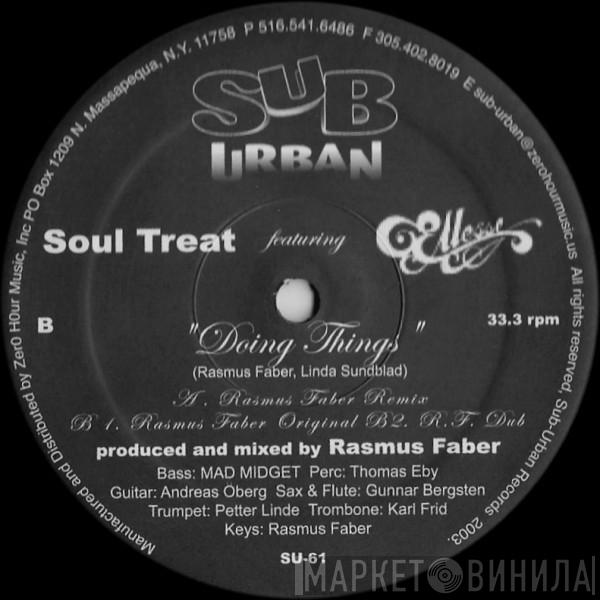 Manufactured and Distributed by Zer0 H0ur Music, Inc PO Box 1209 N. Massapequa, N.Y. 11758 P 516.541.6486 F 305.402.8019 E sub-urban@zerohourmusic.us All rights reserved, Sub-Urban Records 2003.
SUB
URBAN
Soul Treat featuring Ellesse
B
33.3 rpm
"Doing Things"
(Rasmus Faber, Linda Sundblad)
A. Rasmus Faber Remix
B 1. Rasmus Faber Original B2. R.F. Dub
produced and mixed by Rasmus Faber
Bass: MAD MIDGET Perc: Thomas Eby
Guitar: Andreas Öberg Sax & Flute: Gunnar Bergsten
Trumpet: Petter Linde Trombone: Karl Frid
Keys: Rasmus Faber
SU-61
МАРКЕТ ВИНИЛА